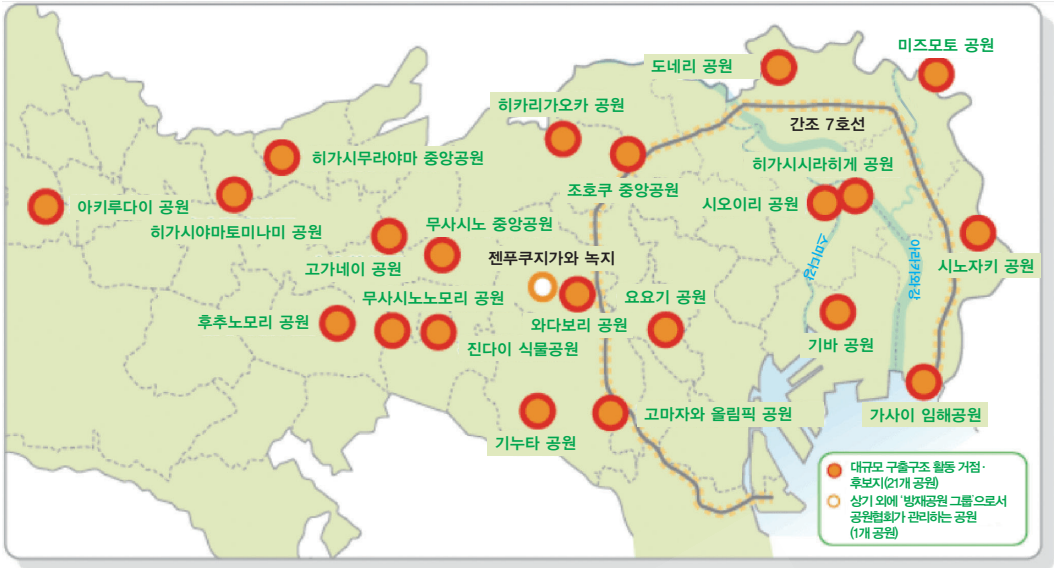 미즈모토 공원
도네리 공원
히카리가오카 공원
간조 7호선
히가시무라야마 중앙공원
히가시시라히게 공원
조호쿠 중앙공원
시오이리 공원
아키루다이 공원
히가시야마토미나미 공원
무사시노 중앙공원
젠푸쿠지가와 녹지
고가네이 공원
스미다강
아라카와강
시노자키 공원
무사시노노모리 공원
요요기 공원
후추노모리 공원
와다보리 공원
진다이 식물공원
기바 공원
고마자와 올림픽 공원
가사이 임해공원
기누타 공원
대규모 구출구조 활동 거점·
후보지(21개 공원)
상기 외에 '방재공원 그룹'으로서
공원협회가 관리하는 공원
(1개 공원)